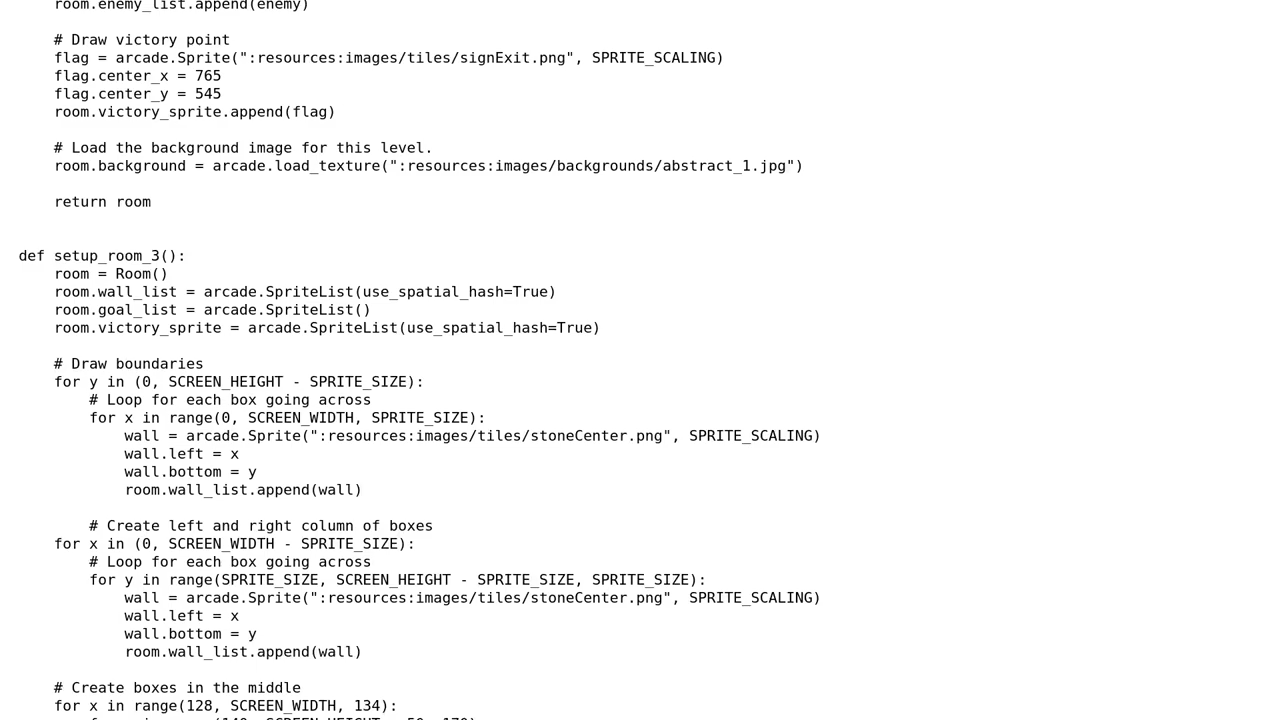 room.enemy_list.append(enemy)
# Draw victory point
flag = arcade.Sprite(":resources:images/tiles/signExit.png", SPRITE_SCALING)
flag.center_x = 765
flag.center_y = 545
room.victory_sprite.append(flag)
# Load the background image for this level.
room.background = arcade.load_texture(":resources:images/backgrounds/abstract_1.jpg")
return room
def setup_room_3():
room = Room()
room.wall_list = arcade.SpriteList(use_spatial_hash=True)
room.goal_list = arcade.SpriteList()
room.victory_sprite = arcade.SpriteList(use_spatial_hash=True)
# Draw boundaries
for y in (0, SCREEN_HEIGHT - SPRITE_SIZE):
# Loop for each box going across
for x in range(0, SCREEN_WIDTH, SPRITE_SIZE):
wall = arcade.Sprite(":resources:images/tiles/stoneCenter.png", SPRITE_SCALING)
wall.left = x
wall.bottom = y
room.wall_list.append(wall)
# Create left and right column of boxes
for x in (0, SCREEN_WIDTH - SPRITE_SIZE):
# Loop for each box going across
for y in range(SPRITE_SIZE, SCREEN_HEIGHT - SPRITE_SIZE, SPRITE_SIZE):
wall = arcade.Sprite(":resources:images/tiles/stoneCenter.png", SPRITE_SCALING)
wall.left = x
wall.bottom = y
room.wall_list.append(wall)
# Create boxes in the middle
for x in range(128, SCREEN_WIDTH, 134):